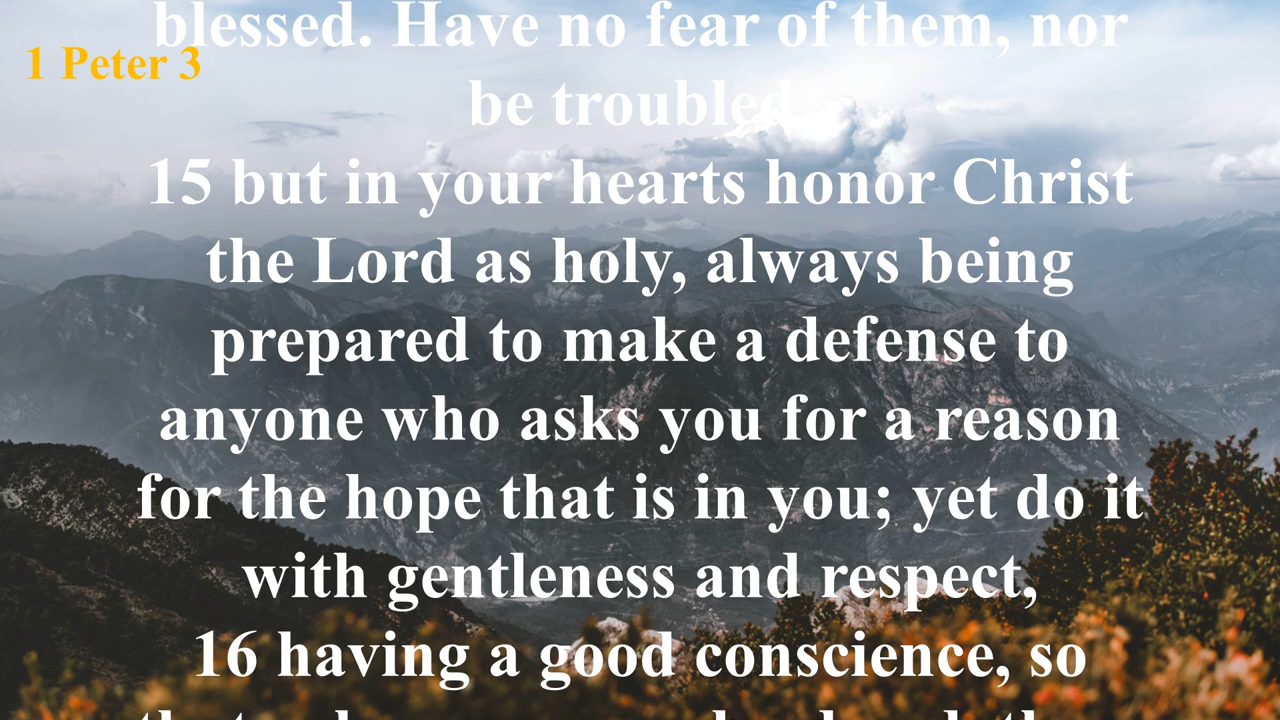 blessed. Have no fear of them, nor
1 Peter 3
be troubled,
15 but in your hearts honor Christ
the Lord as holy, always being
prepared to make a defense to
anyone who asks you for a reason
for the hope that is in you; yet do it
with gentleness and respect,
16 having a good conscience, so